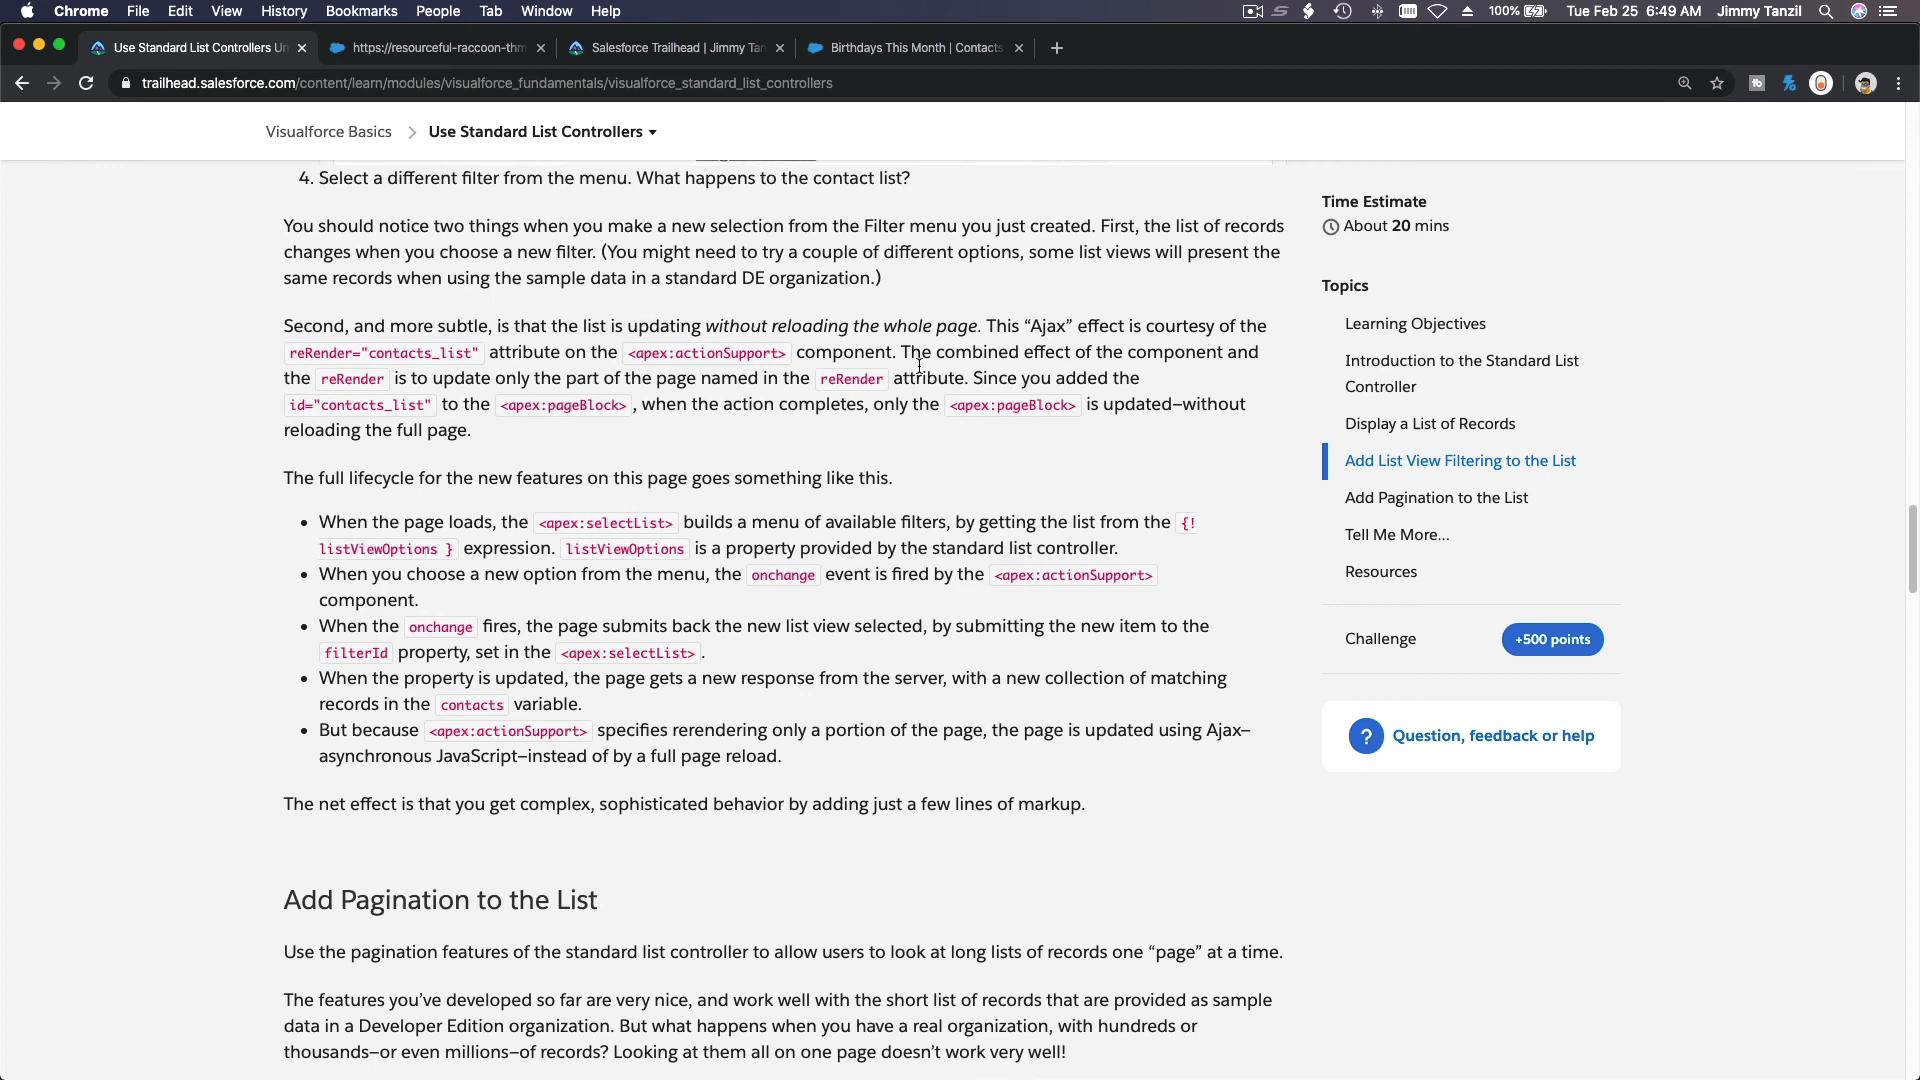 Chrome File Edit View History Bookmarks People Tab Window Help
100% Tue Feb 25 6:49 AM Jimmy Tanzil
Use Standard List Controllers Un
https://resourceful-raccoon-thm
Salesforce Trailhead | Jimmy Tan
Birthdays This Month | Contacts
trailhead.salesforce.com/content/learn/modules/visualforce_fundamentals/visualforce_standard_list_controllers
Visualforce Basics > Use Standard List Controllers
4. Select a different filter from the menu. What happens to the contact list?
You should notice two things when you make a new selection from the Filter menu you just created. First, the list of records
changes when you choose a new filter. (You might need to try a couple of different options, some list views will present the
same records when using the sample data in a standard DE organization.)
Second, and more subtle, is that the list is updating without reloading the whole page. This “Ajax” effect is courtesy of the
reRender="contacts_list" attribute on the <apex:actionSupport> component. The combined effect of the component and
the reRender is to update only the part of the page named in the reRender attribute. Since you added the
id="contacts_list" to the <apex:pageBlock>, when the action completes, only the <apex:pageBlock> is updated–without
reloading the full page.
The full lifecycle for the new features on this page goes something like this.
• When the page loads, the <apex:selectList> builds a menu of available filters, by getting the list from the {!
listViewOptions } expression. listViewOptions is a property provided by the standard list controller.
• When you choose a new option from the menu, the onchange event is fired by the <apex:actionSupport>
component.
• When the onchange fires, the page submits back the new list view selected, by submitting the new item to the
filterId property, set in the <apex:selectList>.
• When the property is updated, the page gets a new response from the server, with a new collection of matching
records in the contacts variable.
• But because <apex:actionSupport> specifies rerendering only a portion of the page, the page is updated using Ajax–
asynchronous JavaScript–instead of by a full page reload.
The net effect is that you get complex, sophisticated behavior by adding just a few lines of markup.
Add Pagination to the List
Use the pagination features of the standard list controller to allow users to look at long lists of records one “page” at a time.
The features you’ve developed so far are very nice, and work well with the short list of records that are provided as sample
data in a Developer Edition organization. But what happens when you have a real organization, with hundreds or
thousands–or even millions–of records? Looking at them all on one page doesn’t work very well!
Time Estimate
About 20 mins
Topics
Learning Objectives
Introduction to the Standard List
Controller
Display a List of Records
Add List View Filtering to the List
Add Pagination to the List
Tell Me More...
Resources
Challenge
+500 points
? Question, feedback or help